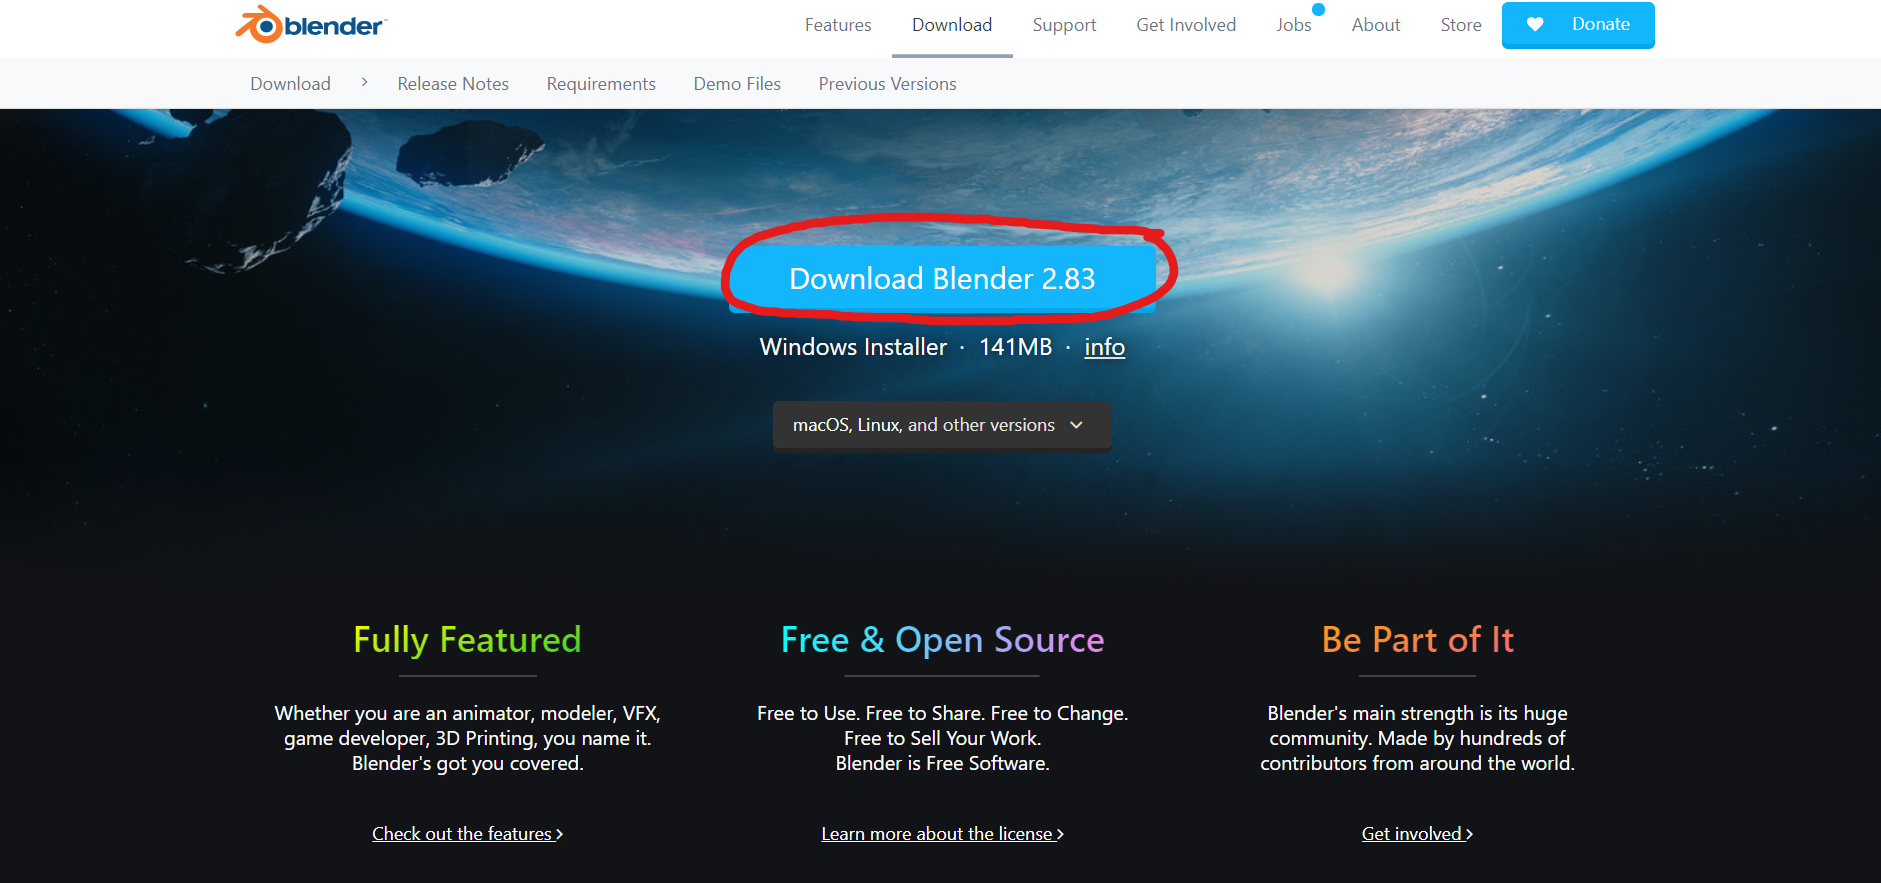 blender
Features Download Support Get Involved Jobs About Store Donate
Download Release Notes Requirements Demo Files Previous Versions
Download Blender 2.83
Windows Installer · 141MB · info
macOS, Linux, and other versions
Fully Featured
Whether you are an animator, modeler, VFX,
game developer, 3D Printing, you name it.
Blender's got you covered.
Check out the features
Free & Open Source
Free to Use. Free to Share. Free to Change.
Free to Sell Your Work.
Blender is Free Software.
Learn more about the license
Be Part of It
Blender's main strength is its huge
community. Made by hundreds of
contributors from around the world.
Get involved